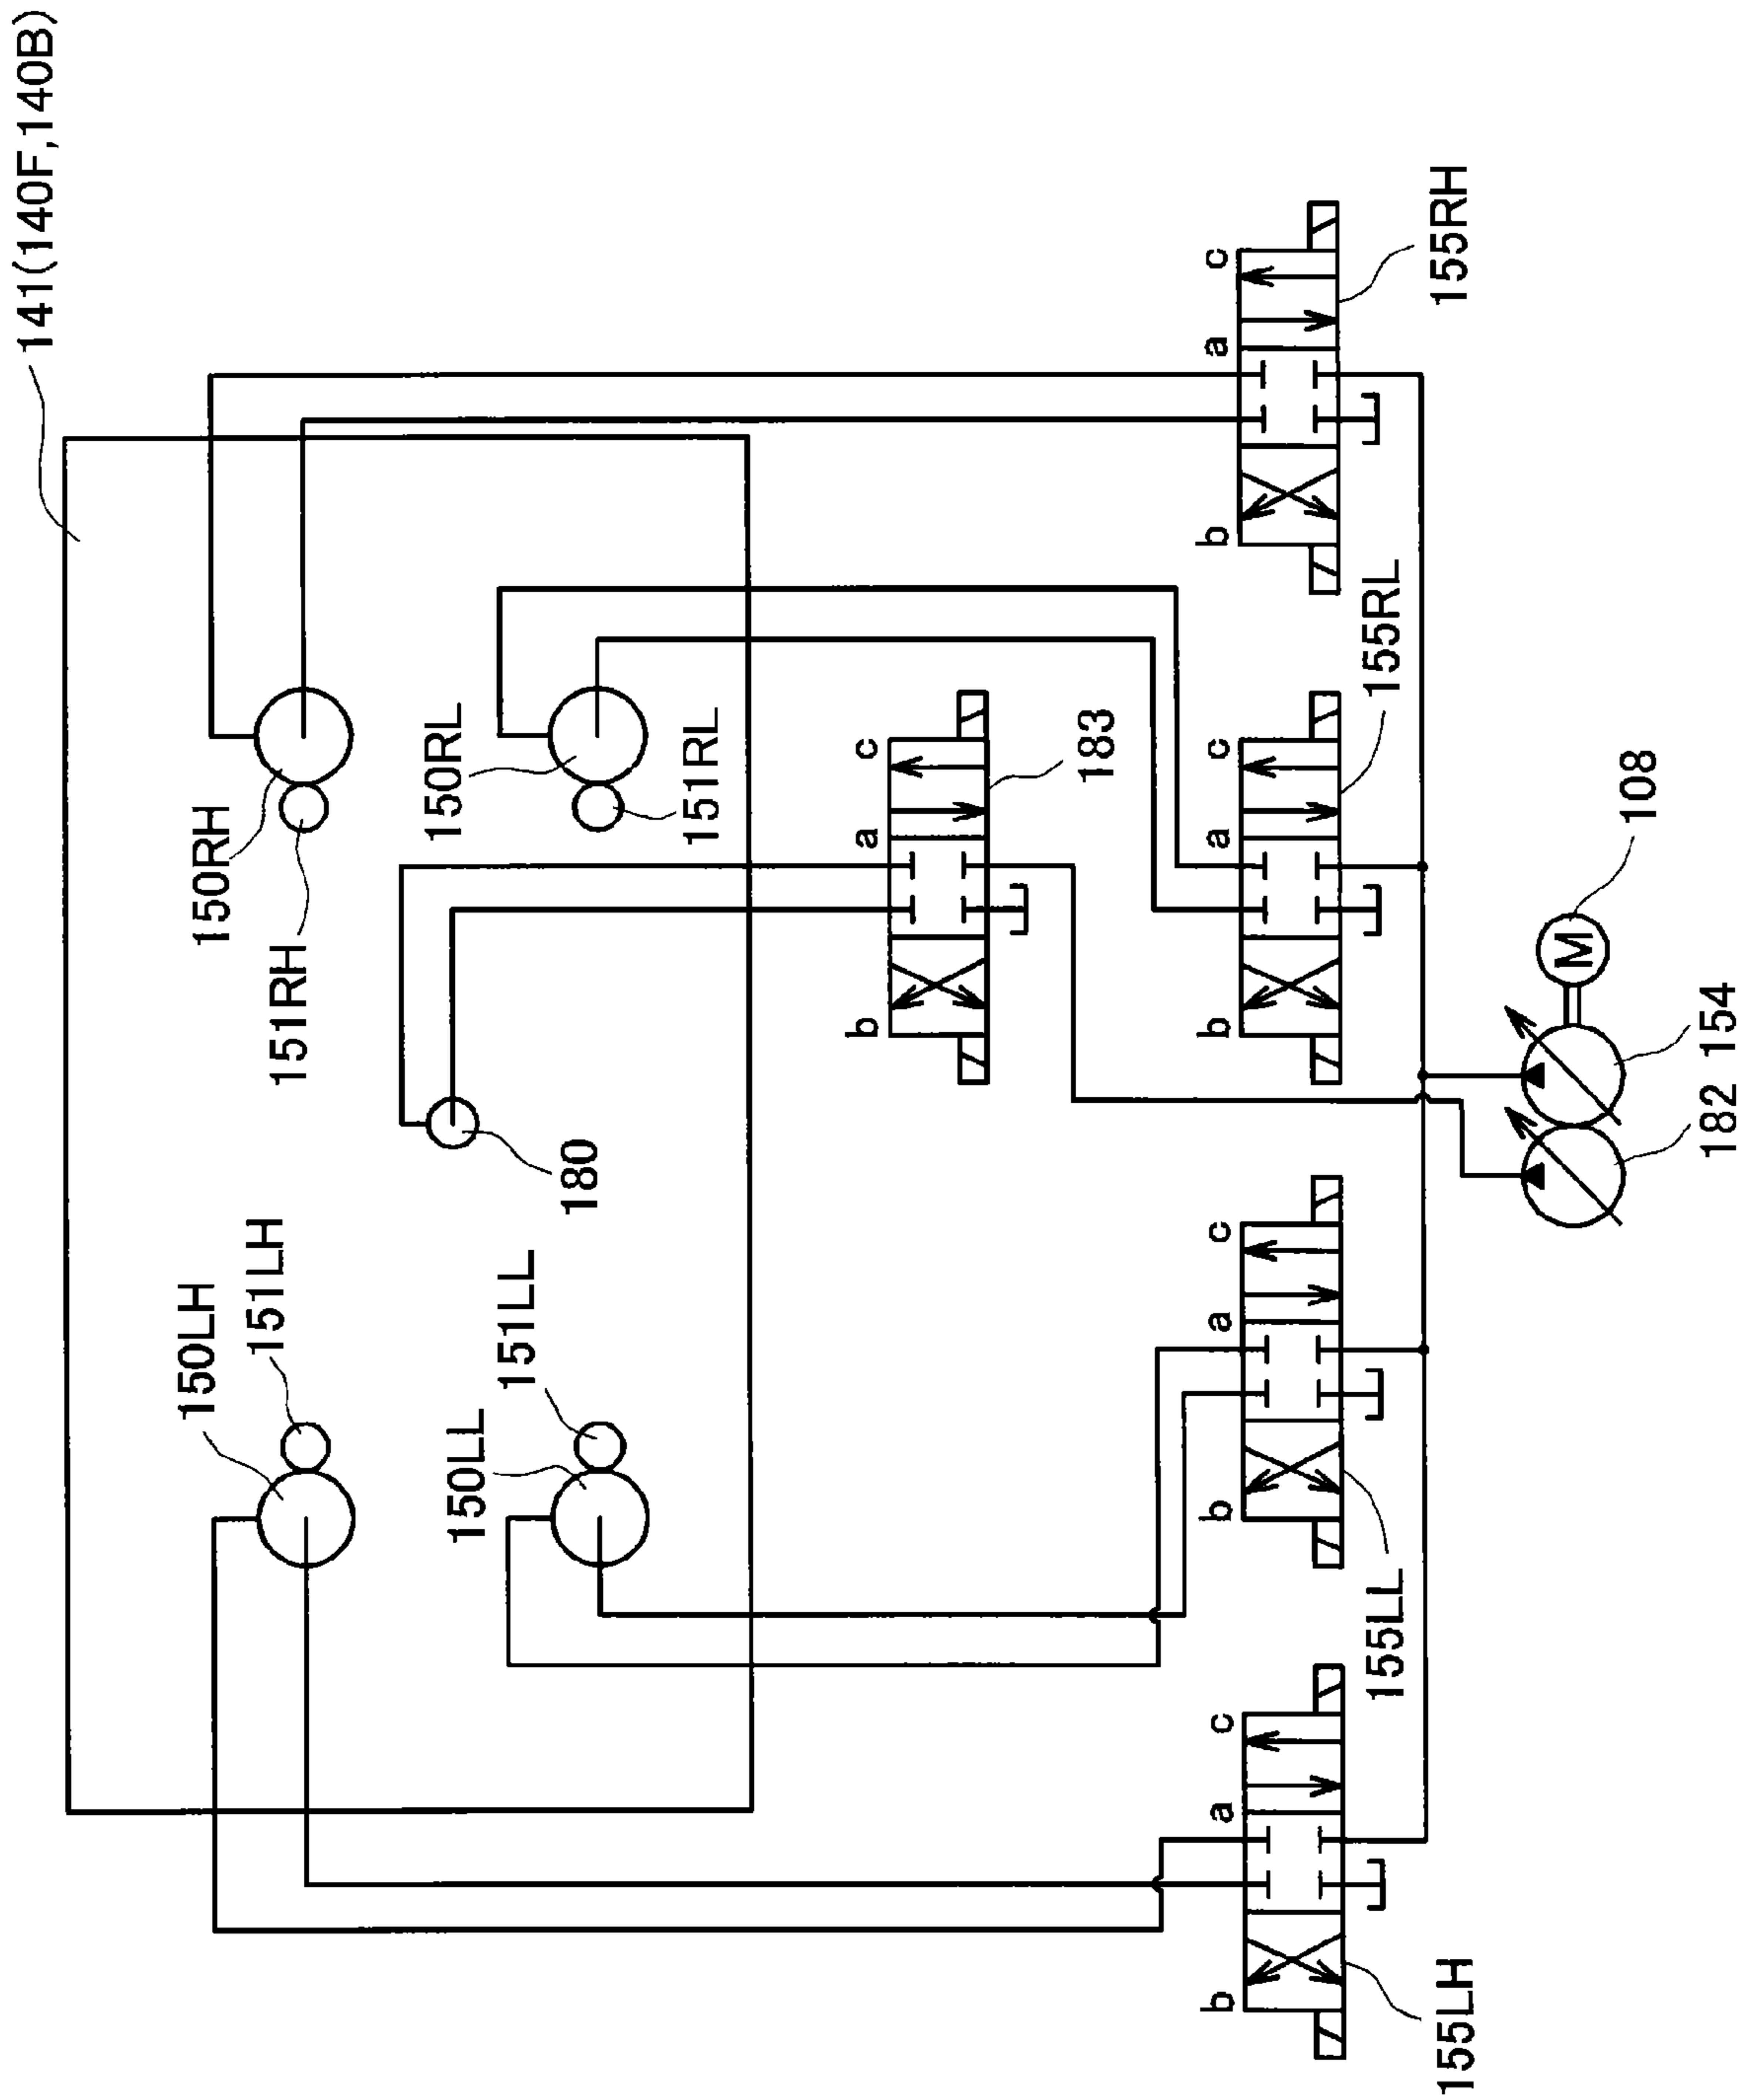 141(140F,140B)
150LH
151LH
150LL
151LL
180
150RH
151RH
150RL
151RL
183
b a c
155LH
b a c
155LL
b a c
155RL
b a c
155RH
b a c
M
108
182 154